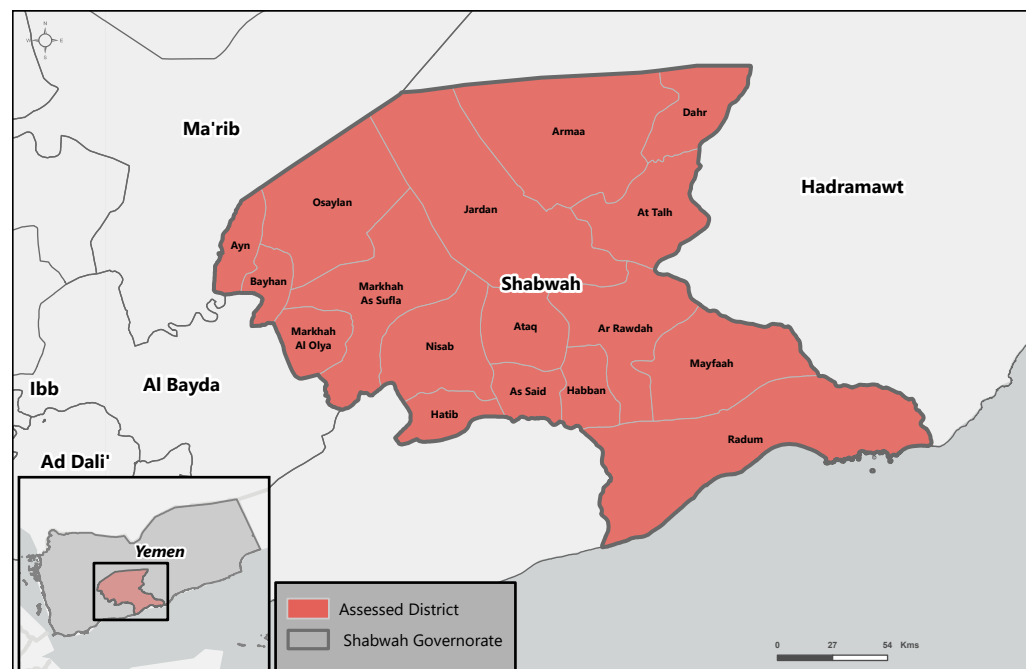 N
W
E
S
Ma'rib
Dahr
Armaa
Hadramawt
Osaylan
Jardan
At Talh
Ayn
Bayhan
Shabwah
Markhah
As Sufla
Markhah
Al Olya
Ataq
Ar Rawdah
Nisab
Mayfaah
Al Bayda
Ibb
As Said
Habban
Hatib
Radum
Ad Dali'
Yemen
Assessed District
Shabwah Governorate
0 27 54 Kms